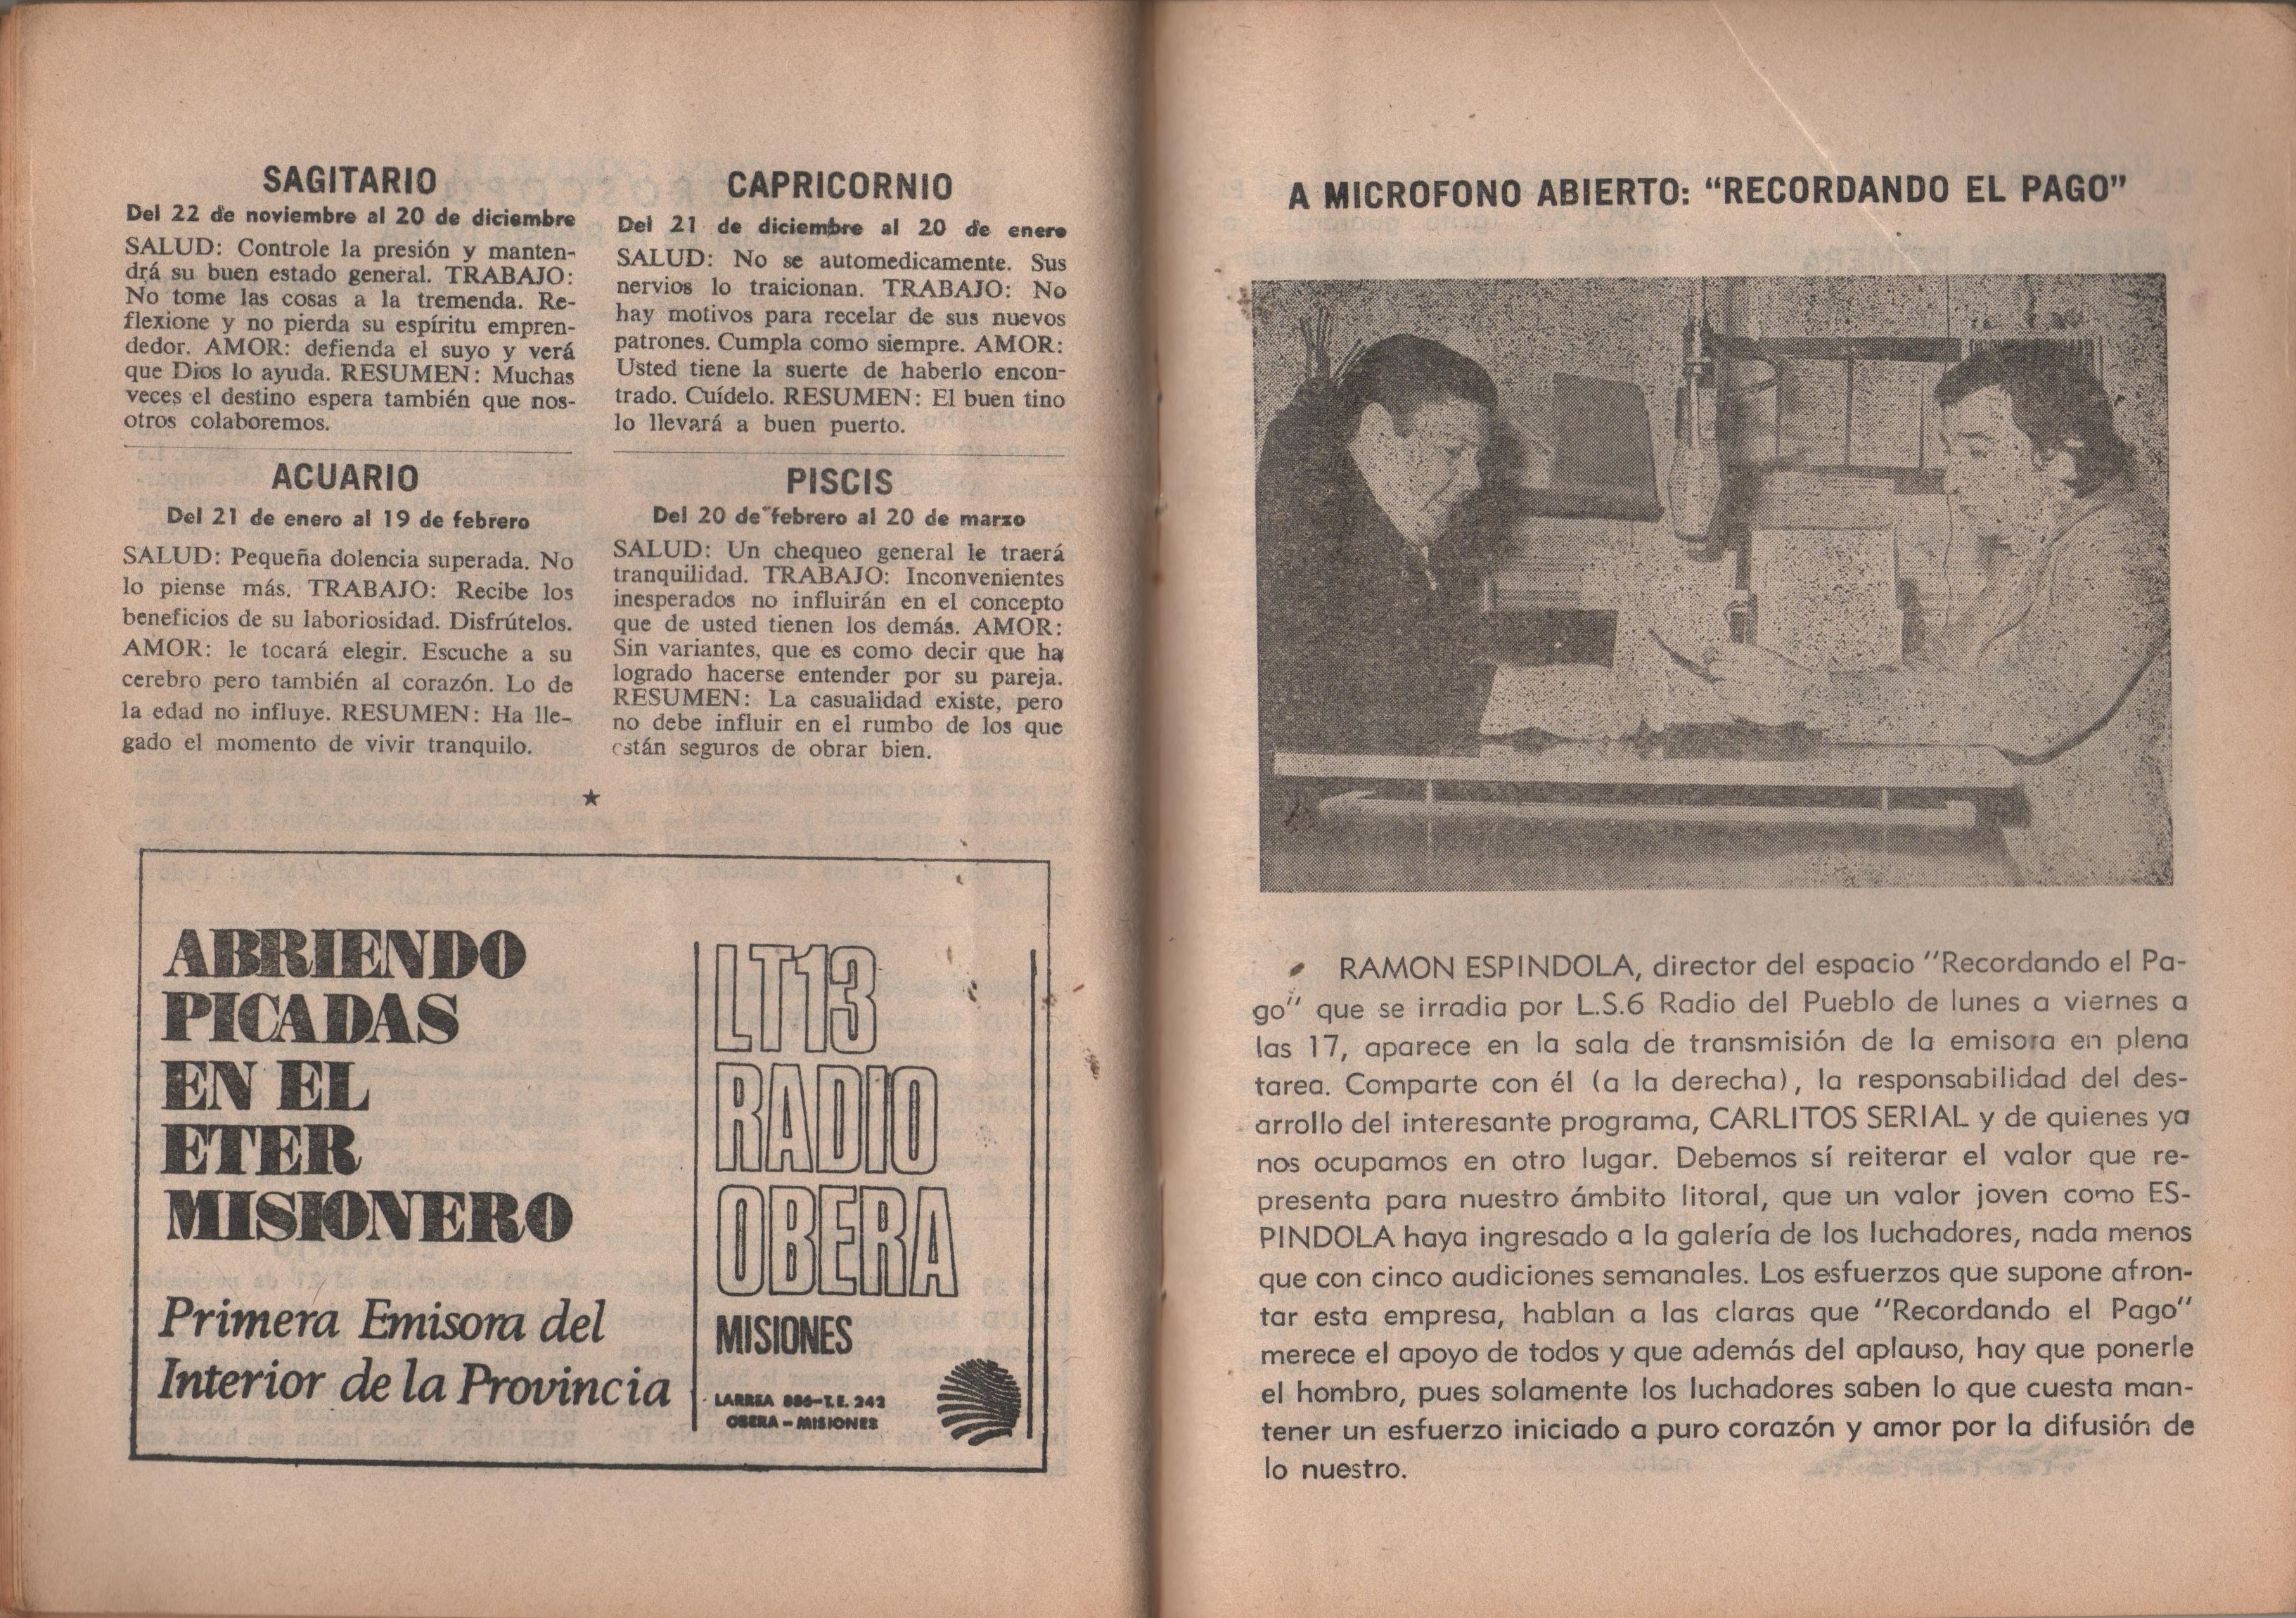 SAGITARIO
Del 22 de noviembre al 20 de diciembre
SALUD: Controle la presión y manten-
drá su buen estado general. TRABAJO:
No tome las cosas a la tremenda. Re-
flexione y no pierda su espíritu empren-
dedor. AMOR: defienda el suyo y verá
que Dios lo ayuda. RESUMEN: Muchas
veces el destino espera también que nos-
otros colaboremos.
CAPRICORNIO
Del 21 de diciembre al 20 de enero
SALUD: No se automedicamente. Sus
nervios lo traicionan. TRABAJO: No
hay motivos para recelar de sus nuevos
patrones. Cumpla como siempre. AMOR:
Usted tiene la suerte de haberlo encon-
trado. Cuídelo. RESUMEN: El buen tino
lo llevará a buen puerto.
ACUARIO
Del 21 de enero al 19 de febrero
SALUD: Pequeña dolencia superada. No
lo piense más. TRABAJO: Recibe los
beneficios de su laboriosidad. Disfrútelos.
AMOR: le tocará elegir. Escuche a su
cerebro pero también al corazón. Lo de
la edad no influye. RESUMEN: Ha lle-
gado el momento de vivir tranquilo.
PISCIS
Del 20 de febrero al 20 de marzo
SALUD: Un chequeo general le traerá
tranquilidad. TRABAJO: Inconvenientes
inesperados no influirán en el concepto
que de usted tienen los demás. AMOR:
Sin variantes, que es como decir que ha
logrado hacerse entender por su pareja.
RESUMEN: La casualidad existe, pero
no debe influir en el rumbo de los que
están seguros de obrar bien.
★
ABRIENDO
PICADAS
EN EL
ETER
MISIONERO
Primera Emisora del
Interior de la Provincia
LT13
RADIO
OBERA
MISIONES
LARREA 886-T.E. 242
OBERA - MISIONES
A MICROFONO ABIERTO: "RECORDANDO EL PAGO"
RAMON ESPINDOLA, director del espacio "Recordando el Pa-
go" que se irradia por L.S.6 Radio del Pueblo de lunes a viernes a
las 17, aparece en la sala de transmisión de la emisora en plena
tarea. Comparte con él (a la derecha), la responsabilidad del des-
arrollo del interesante programa, CARLITOS SERIAL y de quienes ya
nos ocupamos en otro lugar. Debemos sí reiterar el valor que re-
presenta para nuestro ámbito litoral, que un valor joven como ES-
PINDOLA haya ingresado a la galería de los luchadores, nada menos
que con cinco audiciones semanales. Los esfuerzos que supone afron-
tar esta empresa, hablan a las claras que "Recordando el Pago"
merece el apoyo de todos y que además del aplauso, hay que ponerle
el hombro, pues solamente los luchadores saben lo que cuesta man-
tener un esfuerzo iniciado a puro corazón y amor por la difusión de
lo nuestro.